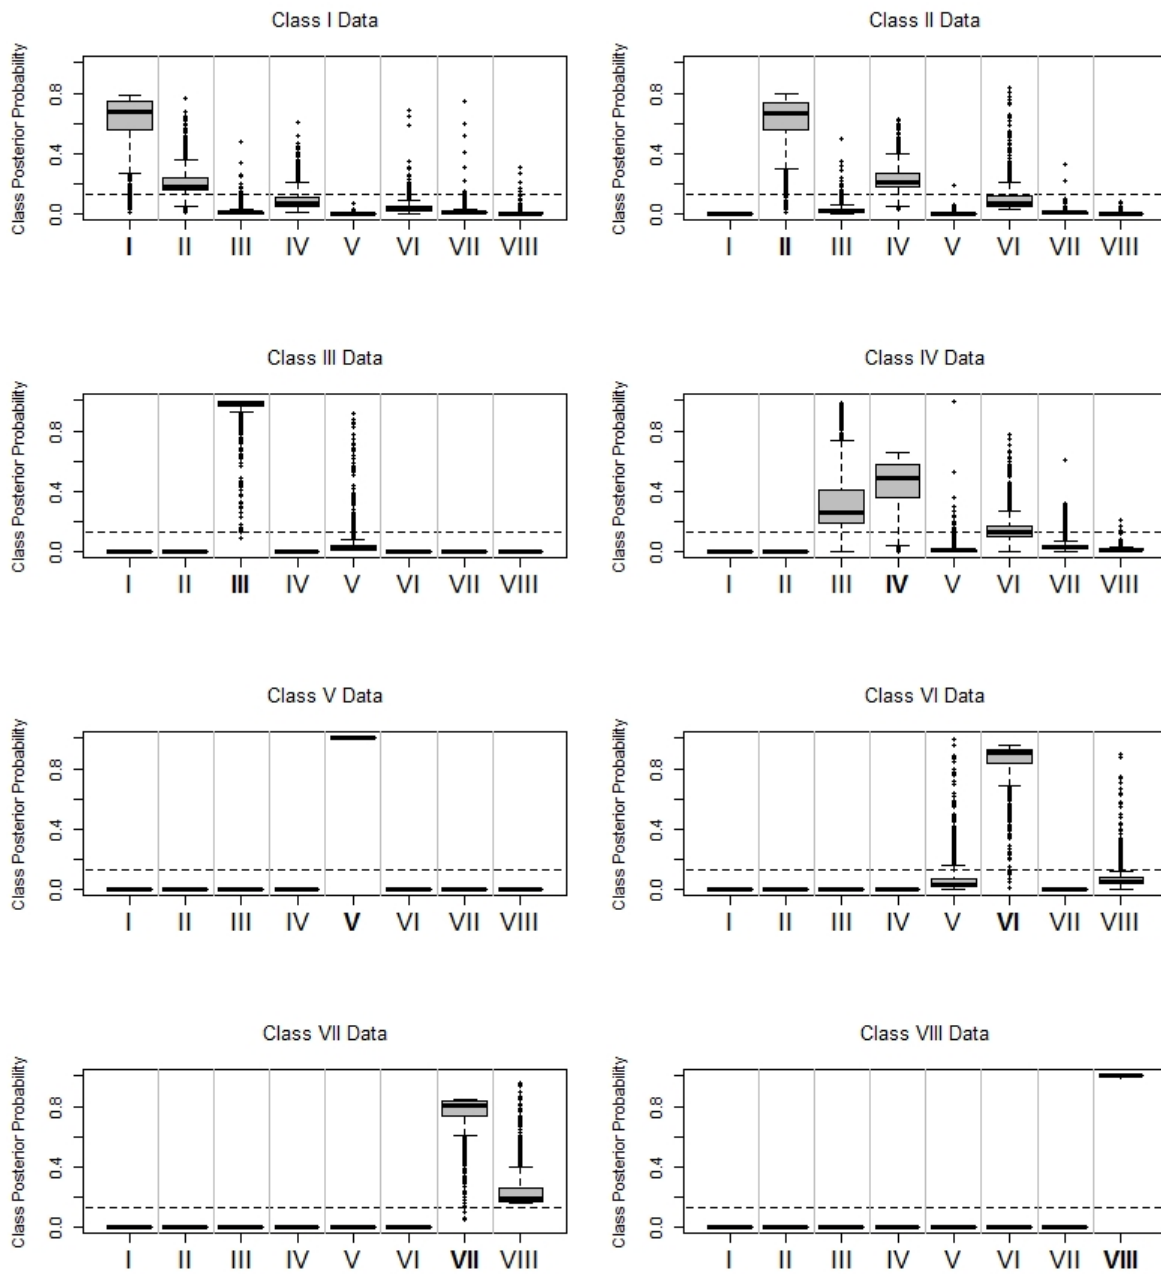 Class I Data
Class Posterior Probability
0.8
0.4
0.0
I II III IV V VI VII VIII
Class II Data
Class Posterior Probability
0.8
0.4
0.0
I II III IV V VI VII VIII
Class III Data
Class Posterior Probability
0.8
0.4
0.0
I II III IV V VI VII VIII
Class IV Data
Class Posterior Probability
0.8
0.4
0.0
I II III IV V VI VII VIII
Class V Data
Class Posterior Probability
0.8
0.4
0.0
I II III IV V VI VII VIII
Class VI Data
Class Posterior Probability
0.8
0.4
0.0
I II III IV V VI VII VIII
Class VII Data
Class Posterior Probability
0.8
0.4
0.0
I II III IV V VI VII VIII
Class VIII Data
Class Posterior Probability
0.8
0.4
0.0
I II III IV V VI VII VIII